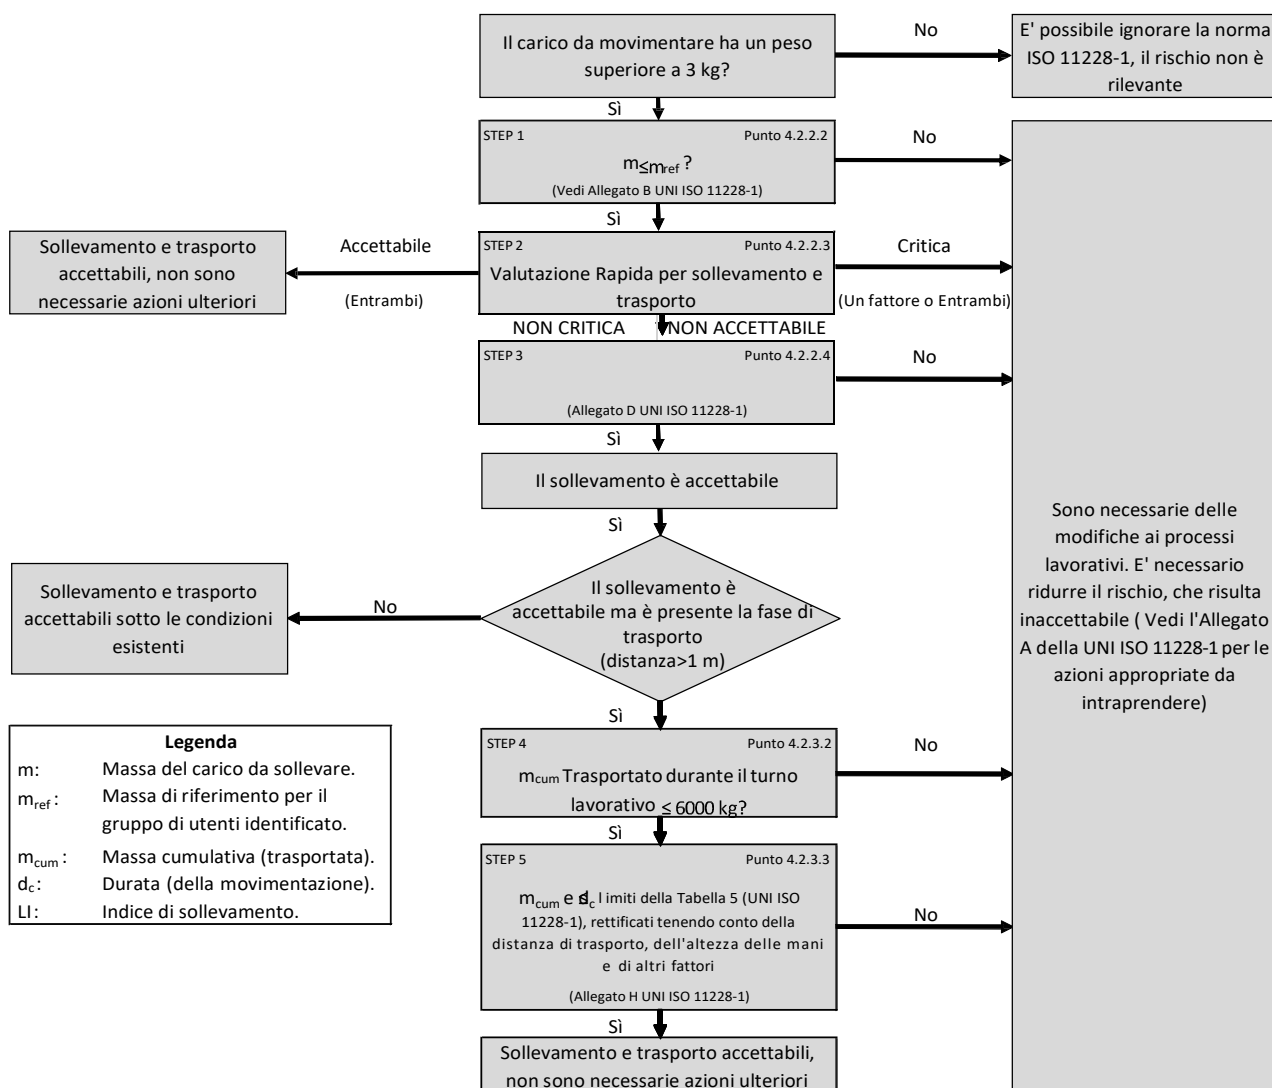 Il carico da movimentare ha un peso
superiore a 3 kg?
No
E' possibile ignorare la norma
ISO 11228-1, il rischio non è
rilevante
Sì
STEP 1 Punto 4.2.2.2
m≤mref ?
(Vedi Allegato B UNI ISO 11228-1)
No
Sì
Sollevamento e trasporto
accettabili, non sono
necessarie azioni ulteriori
Accettabile
(Entrambi)
STEP 2 Punto 4.2.2.3
Valutazione Rapida per sollevamento e
trasporto
Critica
(Un fattore o Entrambi)
NON CRITICA NON ACCETTABILE
STEP 3 Punto 4.2.2.4
(Allegato D UNI ISO 11228-1)
No
Sì
Il sollevamento è accettabile
Sì
Sollevamento e trasporto
accettabili sotto le condizioni
esistenti
No
Il sollevamento è
accettabile ma è presente la fase di
trasporto
(distanza>1 m)
Sono necessarie delle
modifiche ai processi
lavorativi. E' necessario
ridurre il rischio, che risulta
inaccettabile ( Vedi l'Allegato
A della UNI ISO 11228-1 per le
azioni appropriate da
intraprendere)
Sì
STEP 4 Punto 4.2.3.2
mcum Trasportato durante il turno
lavorativo ≤ 6000 kg?
No
Sì
STEP 5 Punto 4.2.3.3
mcum e dc l imiti della Tabella 5 (UNI ISO
11228-1), rettificati tenendo conto della
distanza di trasporto, dell'altezza delle mani
e di altri fattori
(Allegato H UNI ISO 11228-1)
No
Sì
Sollevamento e trasporto accettabili,
non sono necessarie azioni ulteriori
Legenda
m: Massa del carico da sollevare.
mref : Massa di riferimento per il
gruppo di utenti identificato.
mcum : Massa cumulativa (trasportata).
dc : Durata (della movimentazione).
LI : Indice di sollevamento.